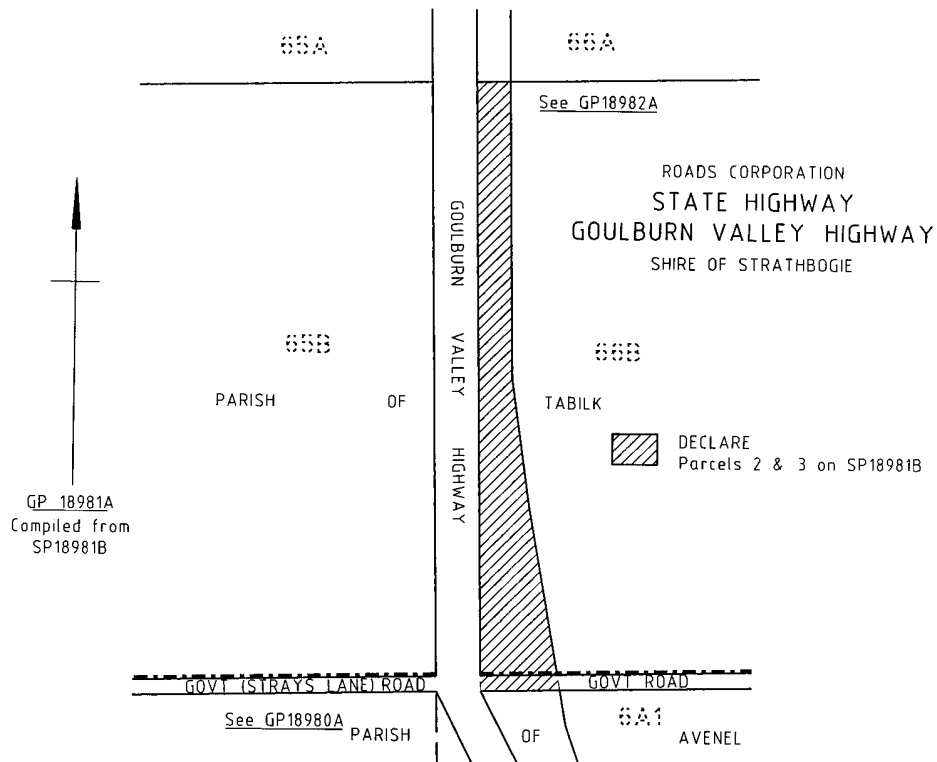 65A
66A
See GP18982A
ROADS CORPORATION
STATE HIGHWAY
GOULBURN VALLEY HIGHWAY
SHIRE OF STRATHBOGIE
GOULBURN VALLEY HIGHWAY
65B
66B
PARISH OF TABILK
DECLARE
Parcels 2 & 3 on SP18981B
GP 18981A
Compiled from
SP18981B
GOVT (STRAYS LANE) ROAD
GOVT ROAD
See GP18980A
6A1
PARISH OF AVENEL